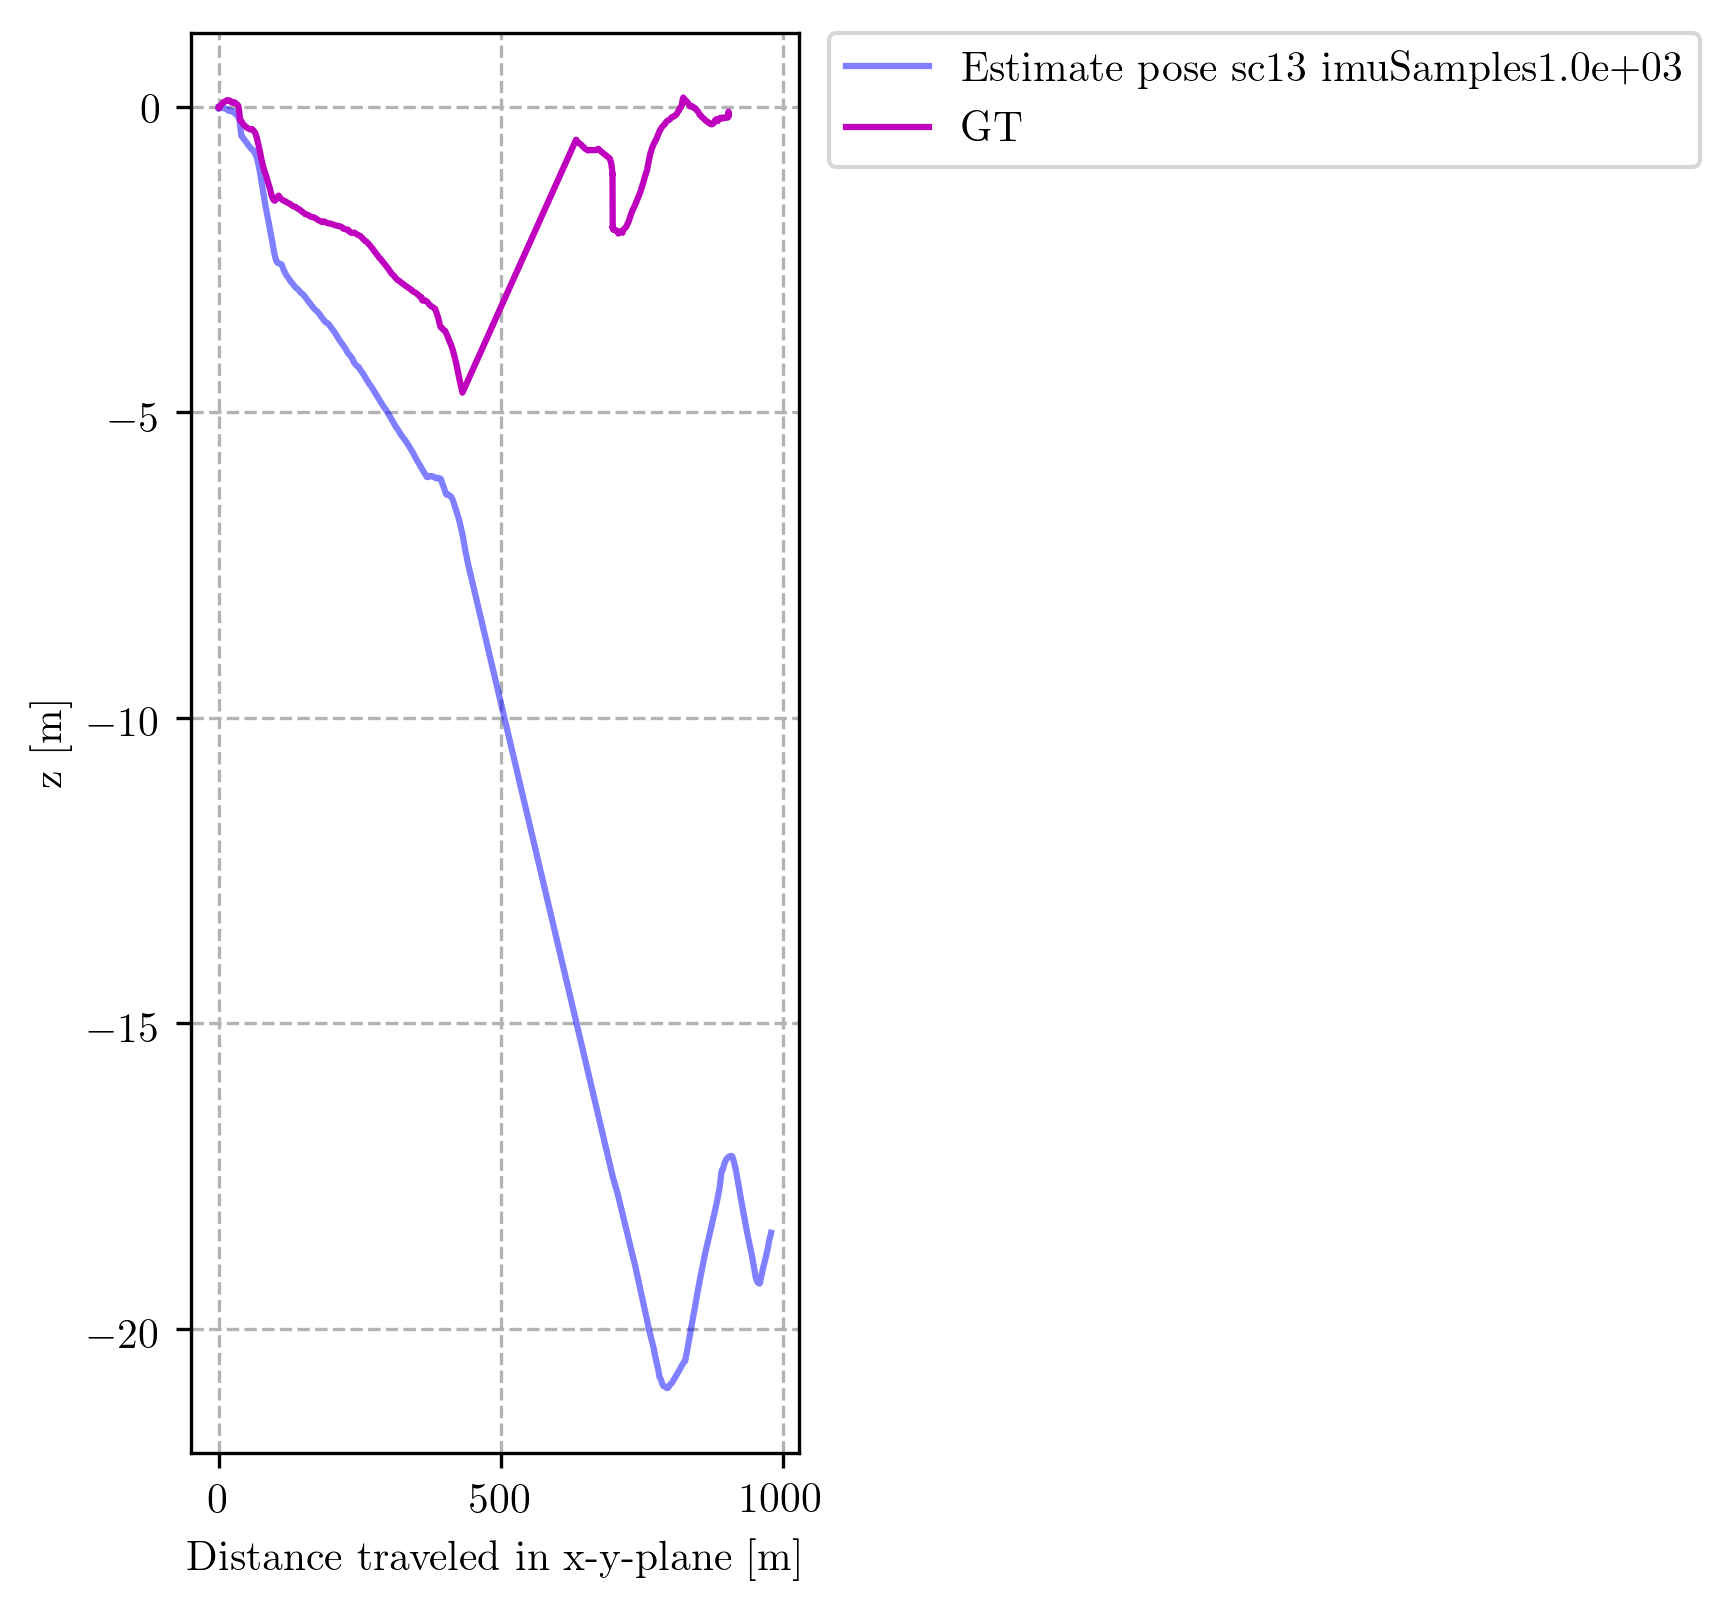 Estimate pose sc13 imuSamples1.0e+03
GT
0
−5
−10
−15
−20
z [m]
0 500 1000
Distance traveled in x-y-plane [m]